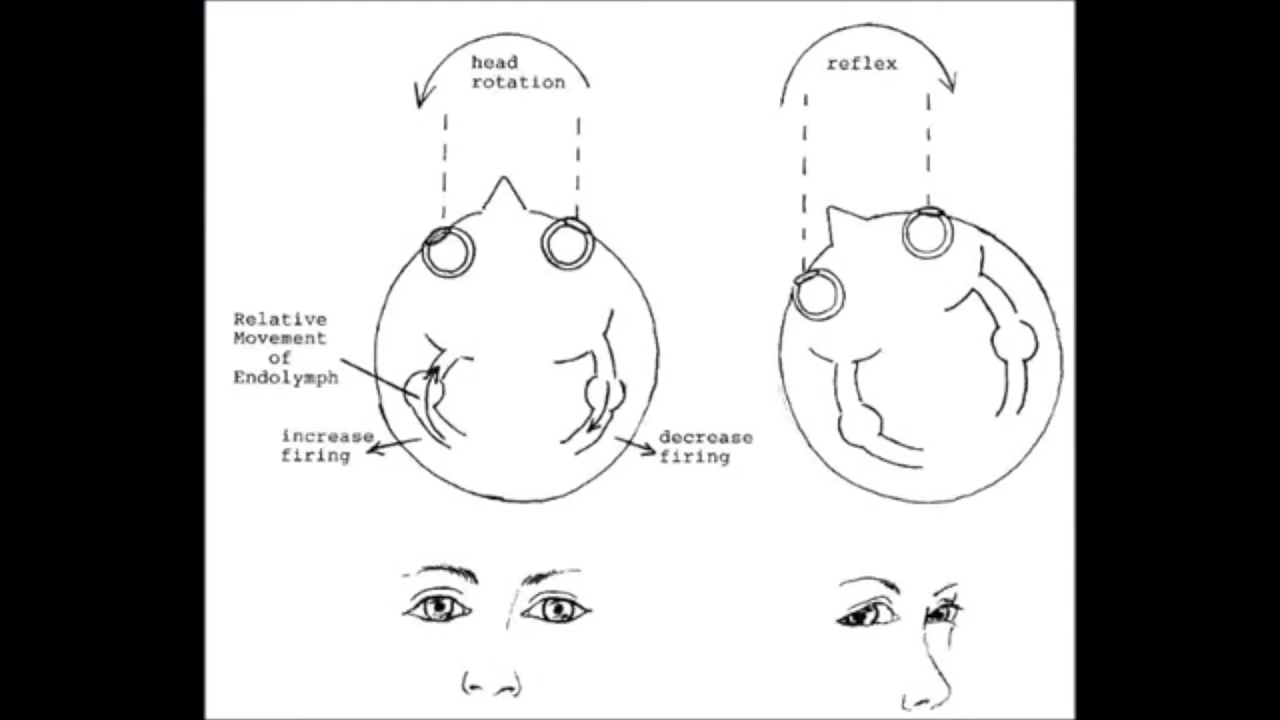 head
rotation
reflex
Relative
Movement
of
Endolymph
increase
firing
decrease
firing